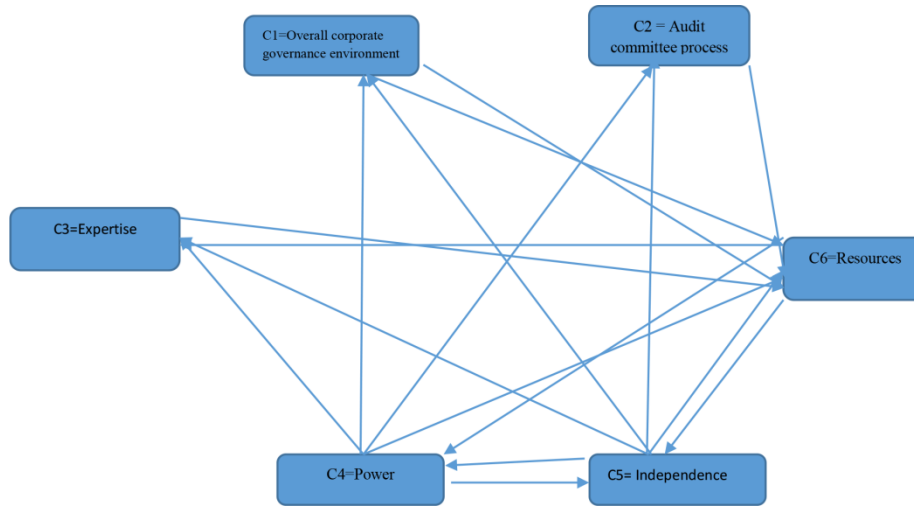 C1=Overall corporate
governance environment
C2 = Audit
committee process
C3=Expertise
C6=Resources
C4=Power
C5= Independence